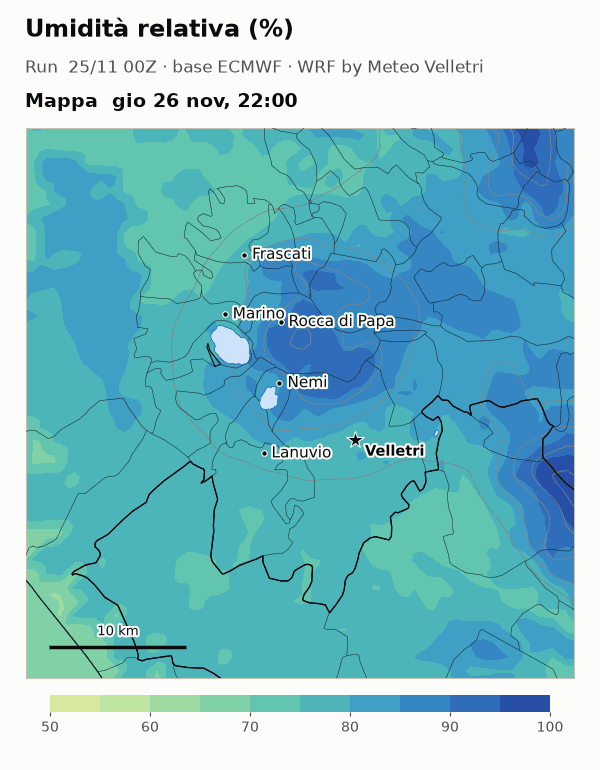 Umidità relativa (%)
Run  25/11 00Z · base ECMWF · WRF by Meteo Velletri
Mappa  gio 26 nov, 22:00
Frascati
Marino
Rocca di Papa
Nemi
Velletri
Lanuvio
10 km
50 60 70 80 90 100